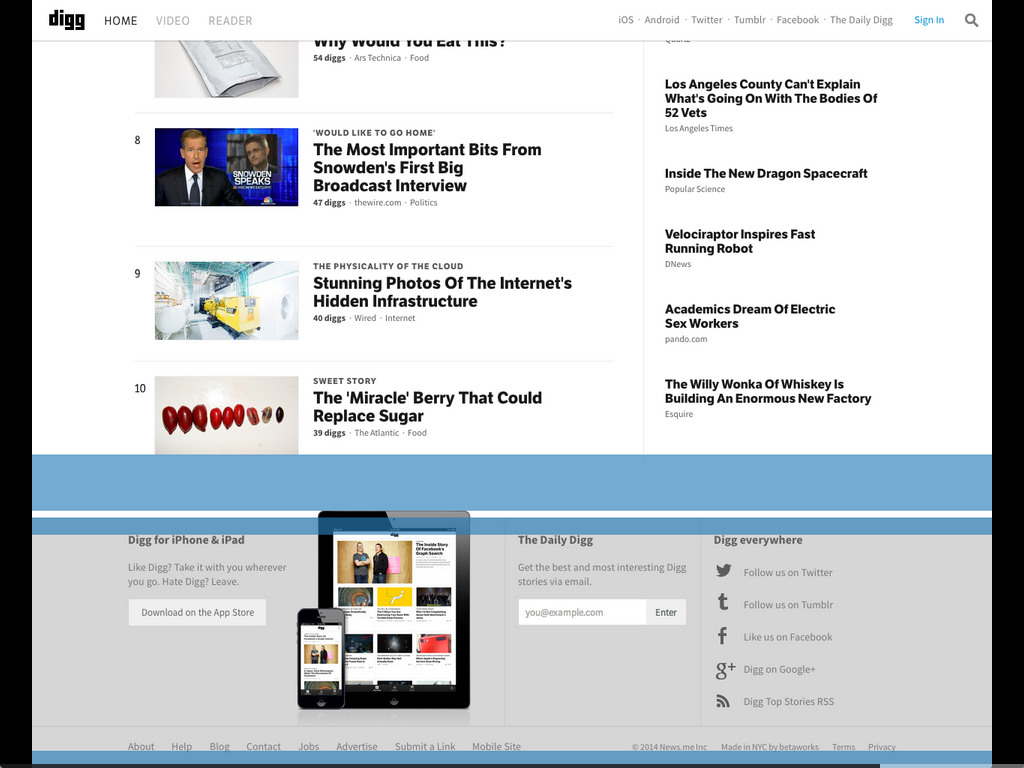 digg HOME VIDEO READER
iOS · Android · Twitter · Tumblr · Facebook · The Daily Digg Sign In
Why Would You Eat This?
54 diggs · Ars Technica · Food
8
'WOULD LIKE TO GO HOME'
The Most Important Bits From
Snowden's First Big
Broadcast Interview
47 diggs · thewire.com · Politics
SNOWDEN
SPEAKS
9
THE PHYSICALITY OF THE CLOUD
Stunning Photos Of The Internet's
Hidden Infrastructure
40 diggs · Wired · Internet
10
SWEET STORY
The 'Miracle' Berry That Could
Replace Sugar
39 diggs · The Atlantic · Food
Quartz
Los Angeles County Can't Explain
What's Going On With The Bodies Of
52 Vets
Los Angeles Times
Inside The New Dragon Spacecraft
Popular Science
Velociraptor Inspires Fast
Running Robot
DNews
Academics Dream Of Electric
Sex Workers
pando.com
The Willy Wonka Of Whiskey Is
Building An Enormous New Factory
Esquire
Digg for iPhone & iPad
Like Digg? Take it with you wherever
you go. Hate Digg? Leave.
Download on the App Store
The Inside Story
Of Facebook's
Graph Search
The Daily Digg
Get the best and most interesting Digg
stories via email.
you@example.com Enter
Digg everywhere
Follow us on Twitter
Follow us on Tumblr
Like us on Facebook
Digg on Google+
Digg Top Stories RSS
About Help Blog Contact Jobs Advertise Submit a Link Mobile Site
© 2014 News.me Inc Made in NYC by betaworks Terms Privacy